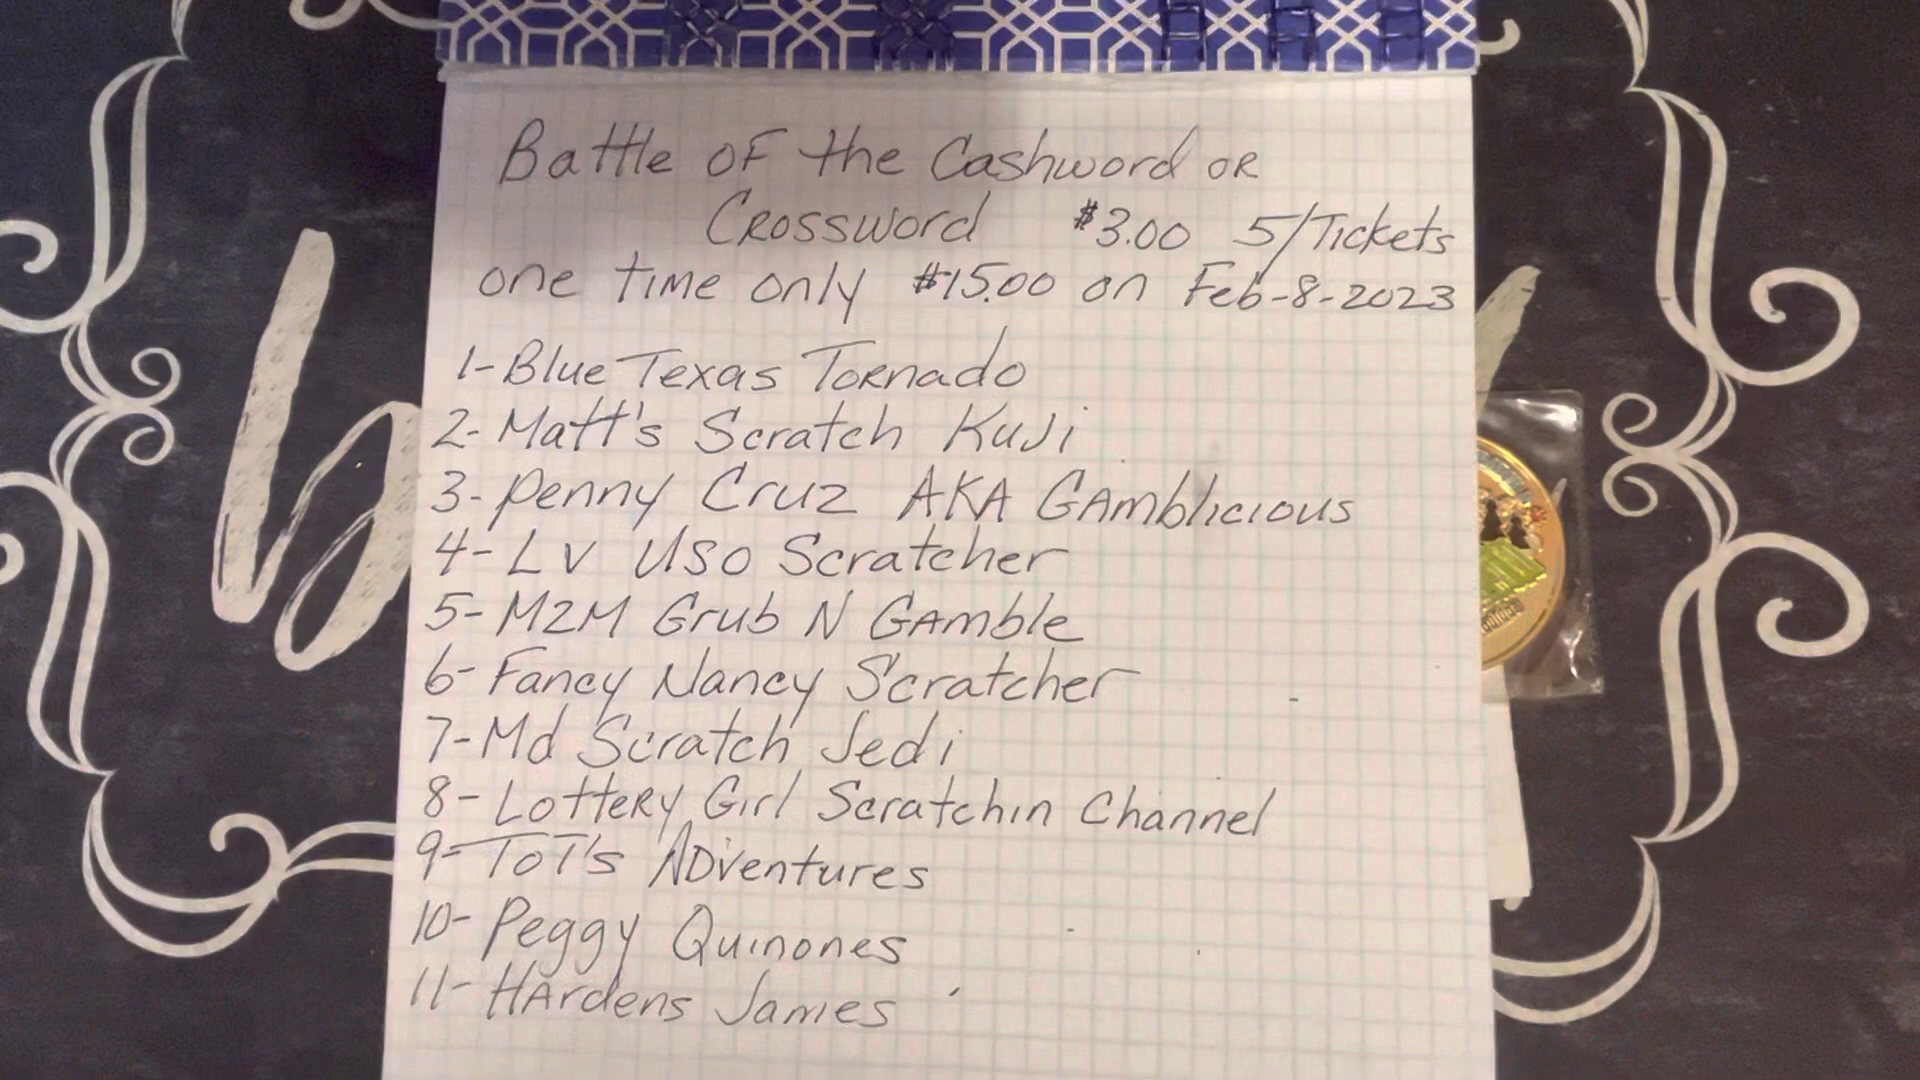 Battle OF the Cashword OR
Crossword $3.00 5/Tickets
one time only $15.00 on Feb-8-2023
1- Blue Texas Tornado
2- Matt's Scratch KuJi
3- penny Cruz AKA GAmblicious
4- LV USO Scratcher
5- M2M Grub N GAmble
6- Fancy Nancy Scratcher
7- Md Scratch Jedi
8- Lottery Girl Scratchin Channel
9- ToT's ADventures
10- Peggy Quinones
11- HArdens James